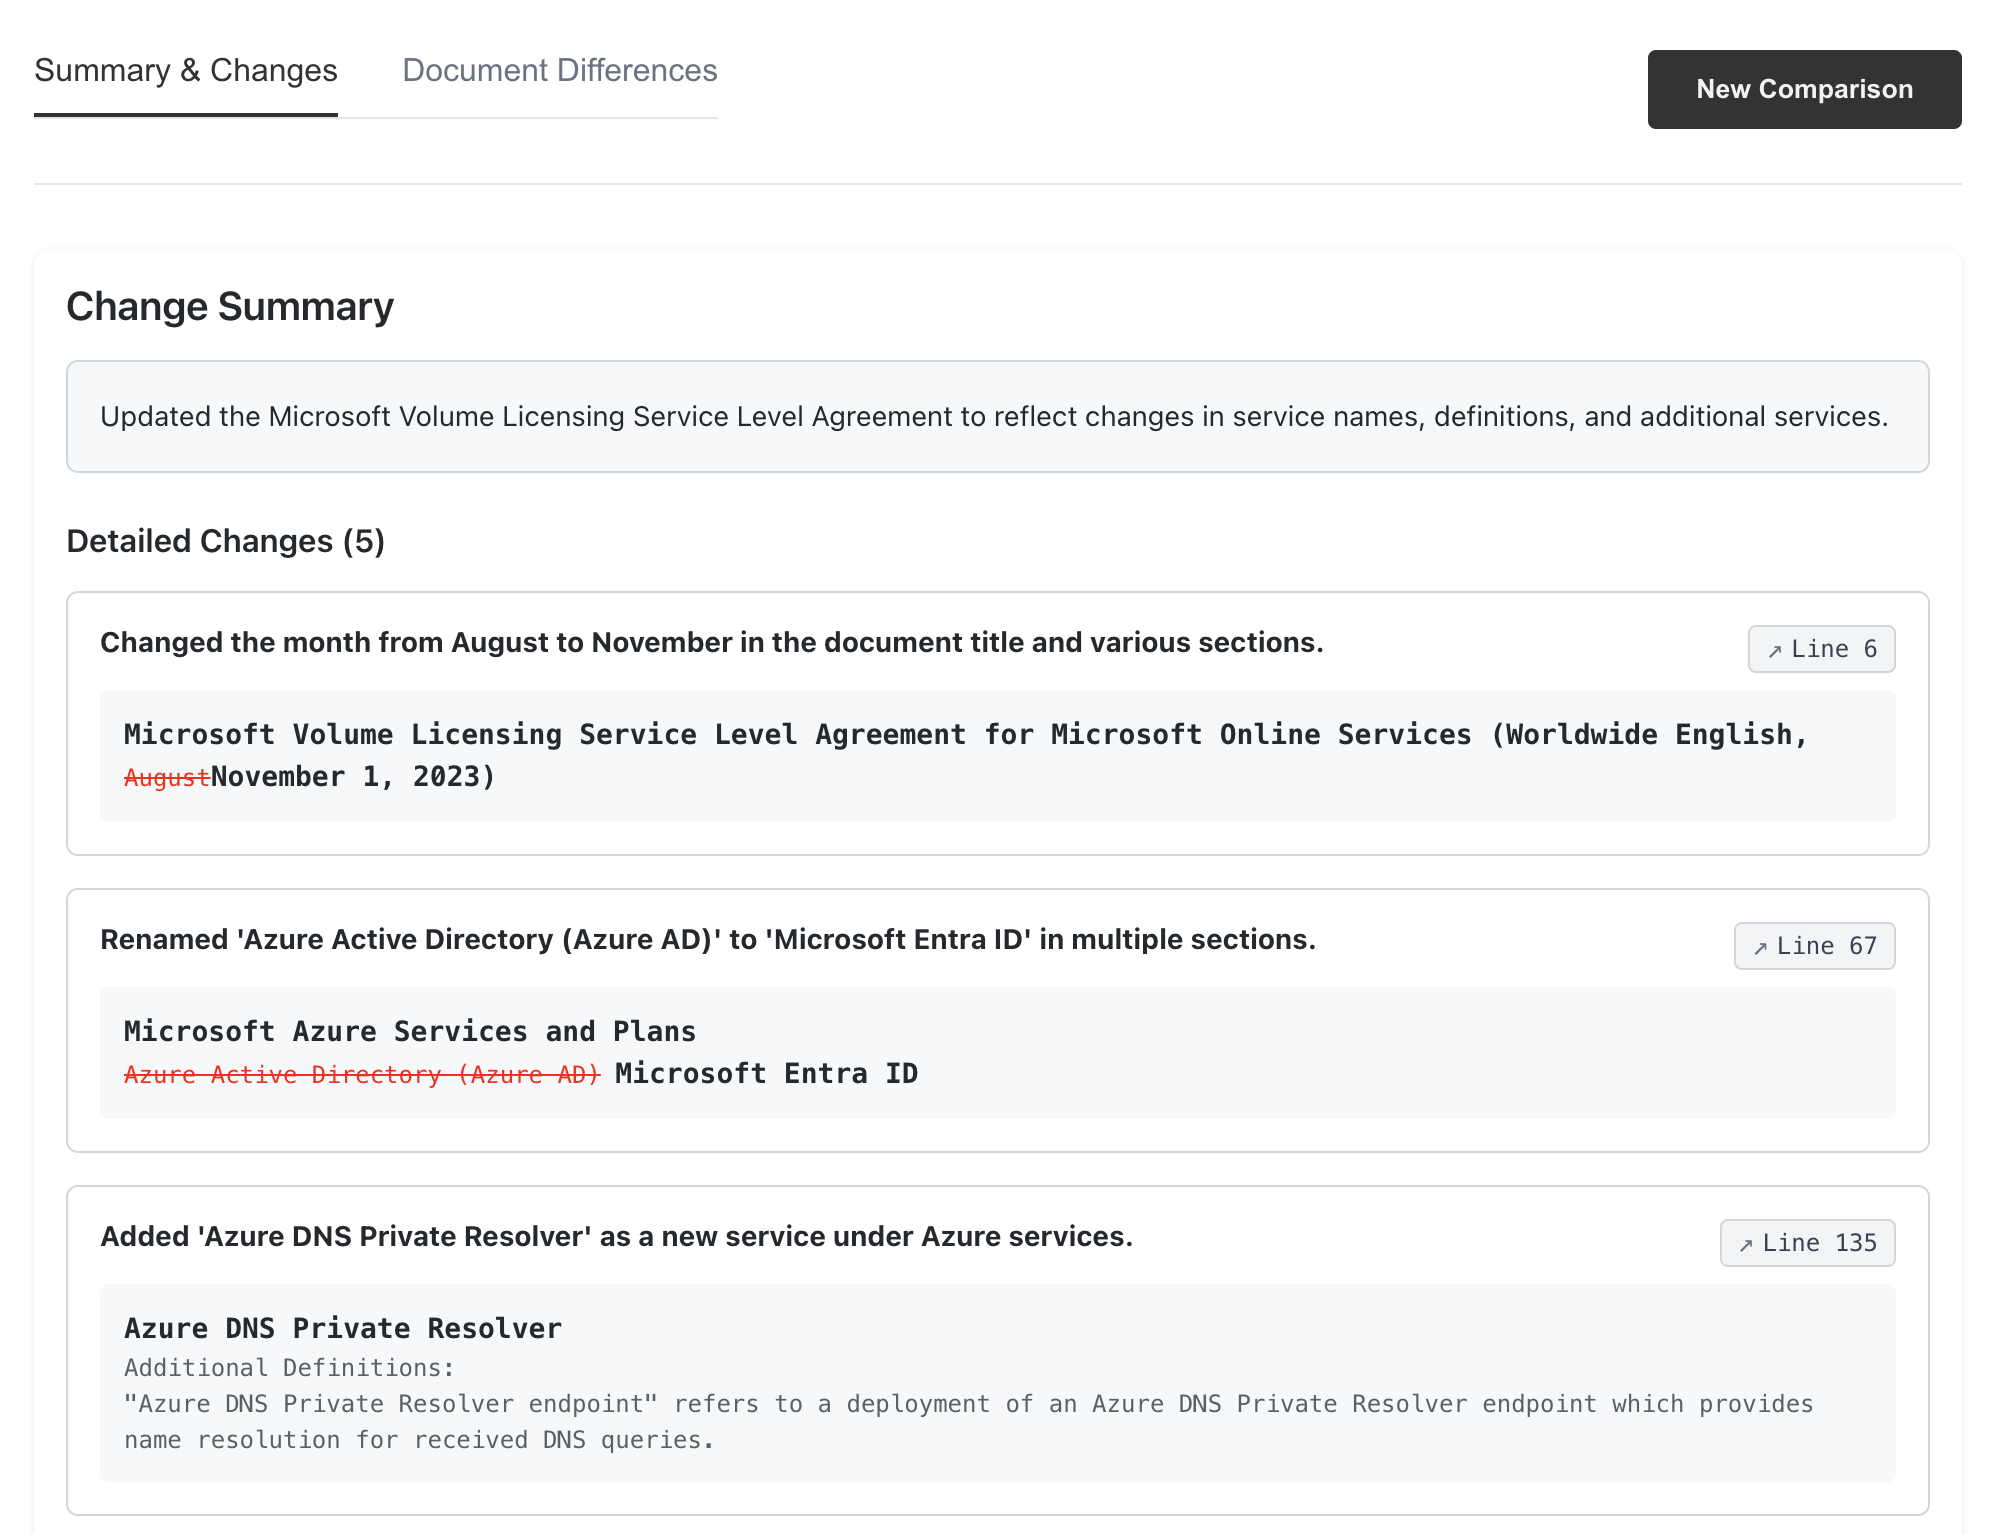 Summary & Changes
Document Differences
New Comparison
Change Summary
Updated the Microsoft Volume Licensing Service Level Agreement to reflect changes in service names, definitions, and additional services.
Detailed Changes (5)
Changed the month from August to November in the document title and various sections.
↗ Line 6
Microsoft Volume Licensing Service Level Agreement for Microsoft Online Services (Worldwide English,
AugustNovember 1, 2023)
Renamed 'Azure Active Directory (Azure AD)' to 'Microsoft Entra ID' in multiple sections.
↗ Line 67
Microsoft Azure Services and Plans
Azure Active Directory (Azure AD) Microsoft Entra ID
Added 'Azure DNS Private Resolver' as a new service under Azure services.
↗ Line 135
Azure DNS Private Resolver
Additional Definitions:
"Azure DNS Private Resolver endpoint" refers to a deployment of an Azure DNS Private Resolver endpoint which provides
name resolution for received DNS queries.